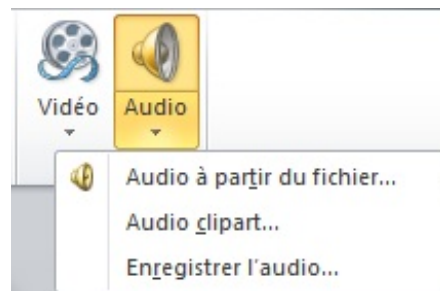 Vidéo Audio
Audio à partir du fichier...
Audio clipart...
Enregistrer l'audio...